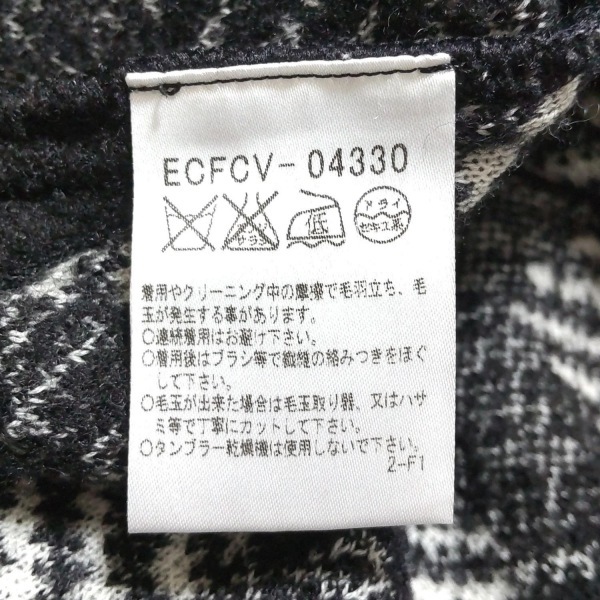 ECFCV-04330
エンソ
サラシ
低
ドライ
セキユ系
着用やクリーニング中の摩擦で毛羽立ち、毛
玉が発生する事があります。
○連続着用はお避け下さい。
○着用後はブラシ等で繊維の絡みつきをほぐ
して下さい。
○毛玉が出来た場合は毛玉取り器、又はハサ
ミ等で丁寧にカットして下さい。
○タンブラー乾燥機は使用しないで下さい。
2-F1